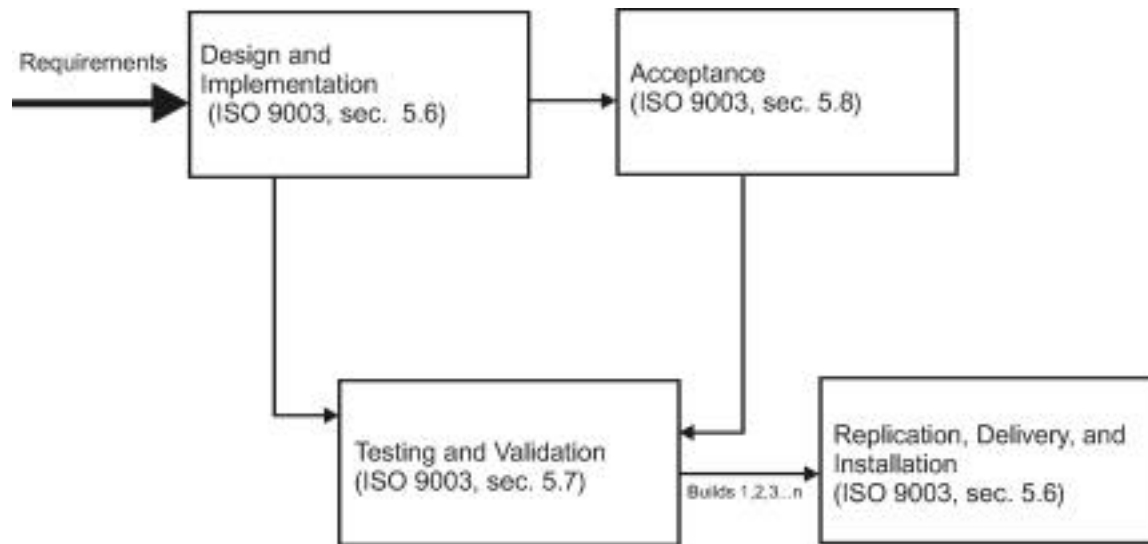 Requirements
Design and
Implementation
(ISO 9003, sec. 5.6)
Acceptance
(ISO 9003, sec. 5.8)
Testing and Validation
(ISO 9003, sec. 5.7)
Builds 1,2,3...n
Replication, Delivery, and
Installation
(ISO 9003, sec. 5.6)